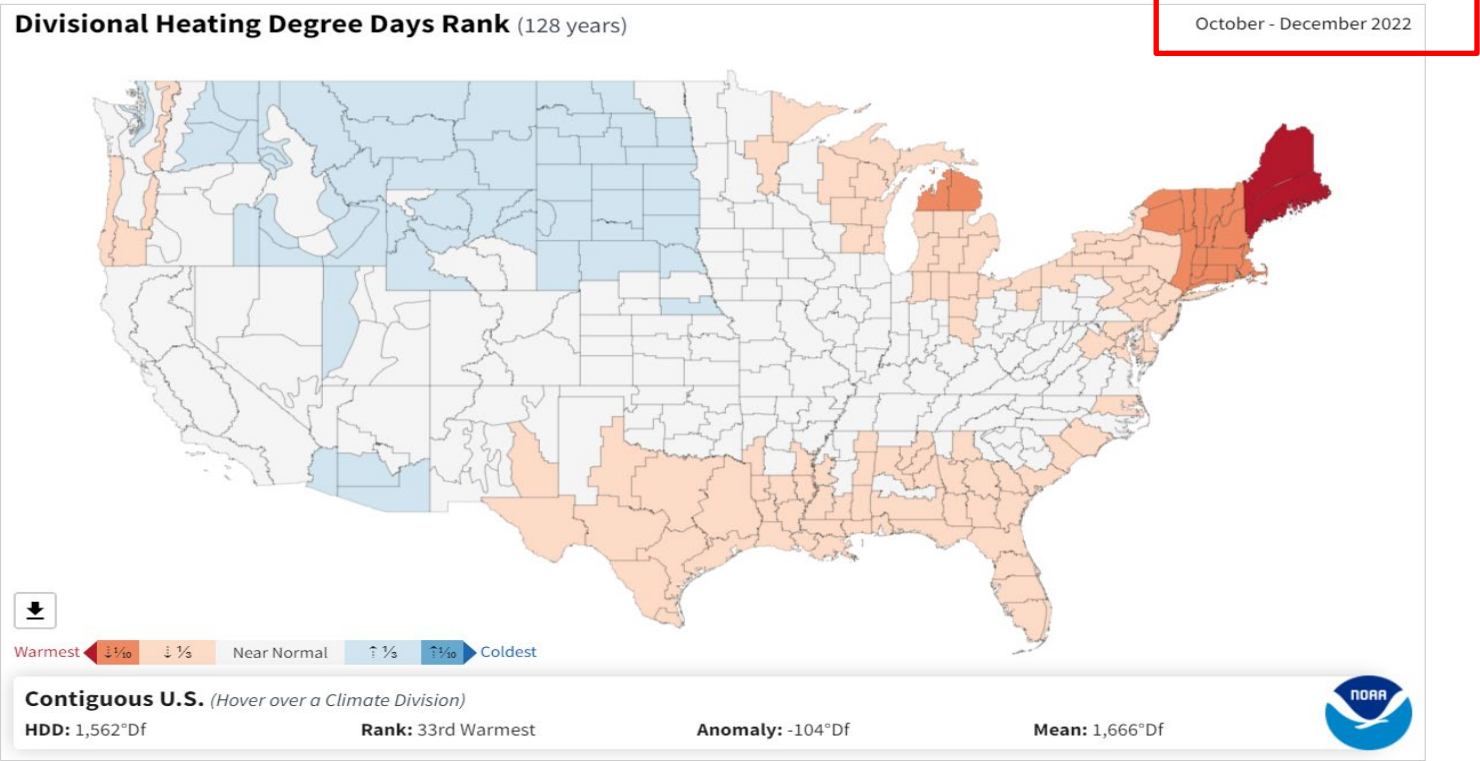 Divisional Heating Degree Days Rank (128 years)
October - December 2022
Warmest ↓⅒ ↓⅓ Near Normal ↑⅓ ↑⅒ Coldest
Contiguous U.S. (Hover over a Climate Division)
HDD: 1,562°Df Rank: 33rd Warmest Anomaly: -104°Df Mean: 1,666°Df
NOAA